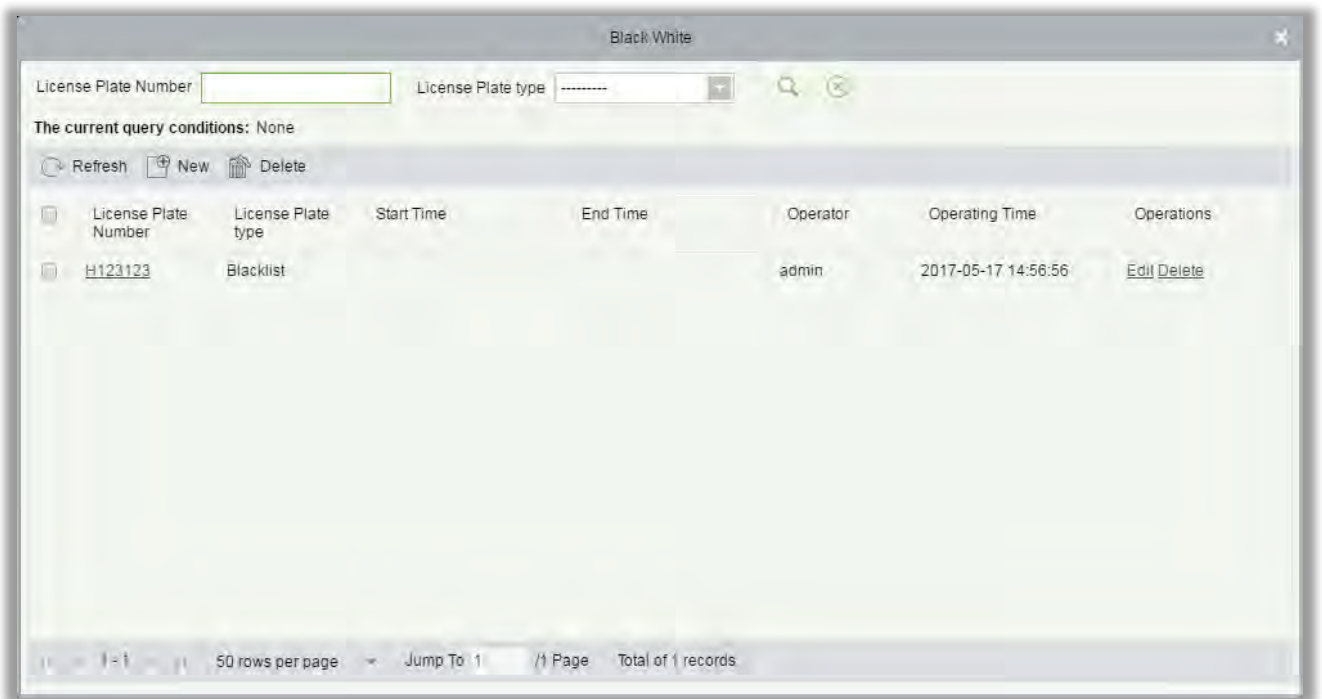 Black White
License Plate Number License Plate type ---------
The current query conditions: None
Refresh New Delete
License Plate Number License Plate type Start Time End Time Operator Operating Time Operations
H123123 Blacklist admin 2017-05-17 14:56:56 Edit Delete
1-1 50 rows per page Jump To 1 /1 Page Total of 1 records